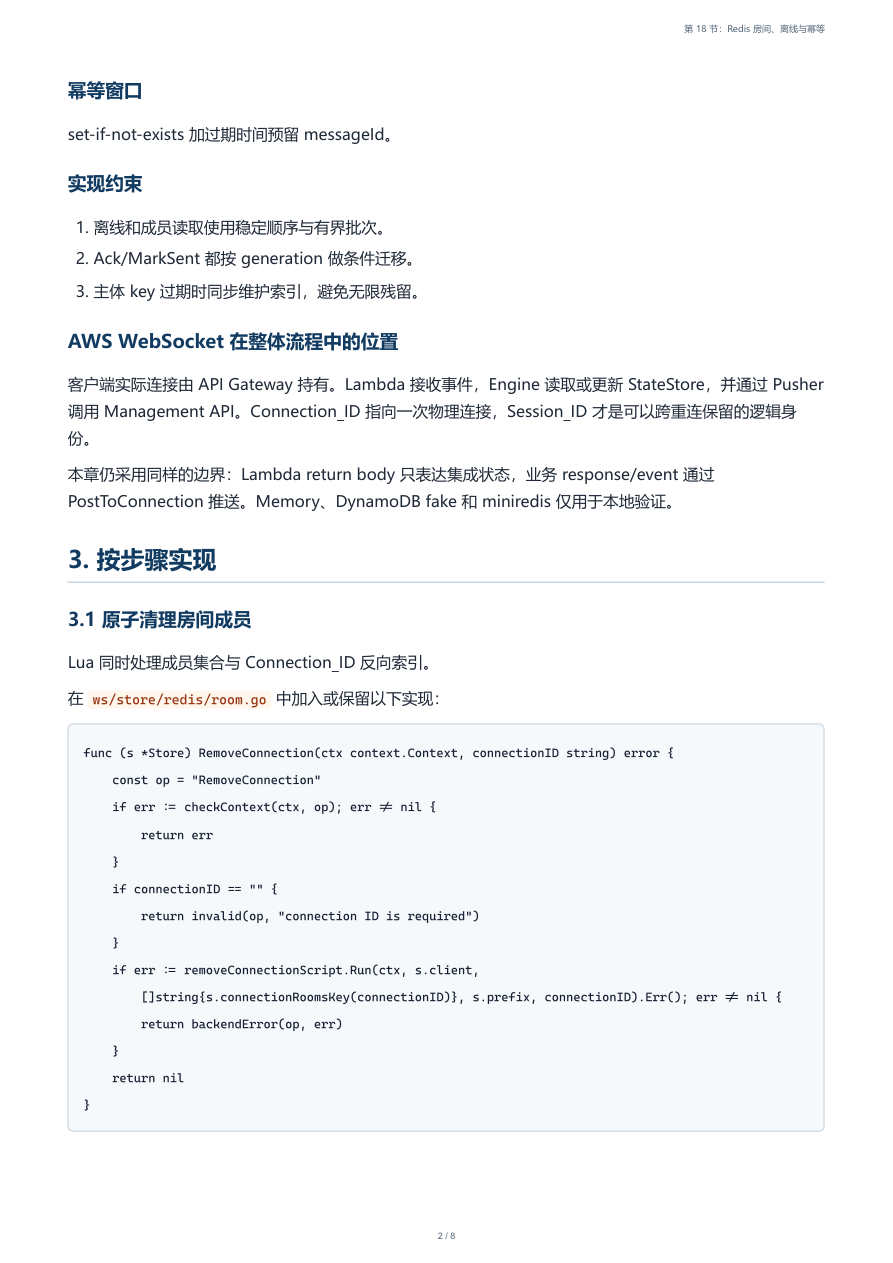 第 18 节：Redis 房间、离线与幂等
幂等窗口
set-if-not-exists 加过期时间预留 messageId。
实现约束
1. 离线和成员读取使用稳定顺序与有界批次。
2. Ack/MarkSent 都按 generation 做条件迁移。
3. 主体 key 过期时同步维护索引，避免无限残留。
AWS WebSocket 在整体流程中的位置
客户端实际连接由 API Gateway 持有。Lambda 接收事件，Engine 读取或更新 StateStore，并通过 Pusher
调用 Management API。Connection_ID 指向一次物理连接，Session_ID 才是可以跨重连保留的逻辑身
份。
本章仍采用同样的边界：Lambda return body 只表达集成状态，业务 response/event 通过
PostToConnection 推送。Memory、DynamoDB fake 和 miniredis 仅用于本地验证。
3. 按步骤实现
3.1 原子清理房间成员
Lua 同时处理成员集合与 Connection_ID 反向索引。
在 ws/store/redis/room.go 中加入或保留以下实现：
func (s *Store) RemoveConnection(ctx context.Context, connectionID string) error {
    const op = "RemoveConnection"
    if err := checkContext(ctx, op); err != nil {
        return err
    }
    if connectionID == "" {
        return invalid(op, "connection ID is required")
    }
    if err := removeConnectionScript.Run(ctx, s.client,
        []string{s.connectionRoomsKey(connectionID)}, s.prefix, connectionID).Err(); err != nil {
        return backendError(op, err)
    }
    return nil
}
2 / 8